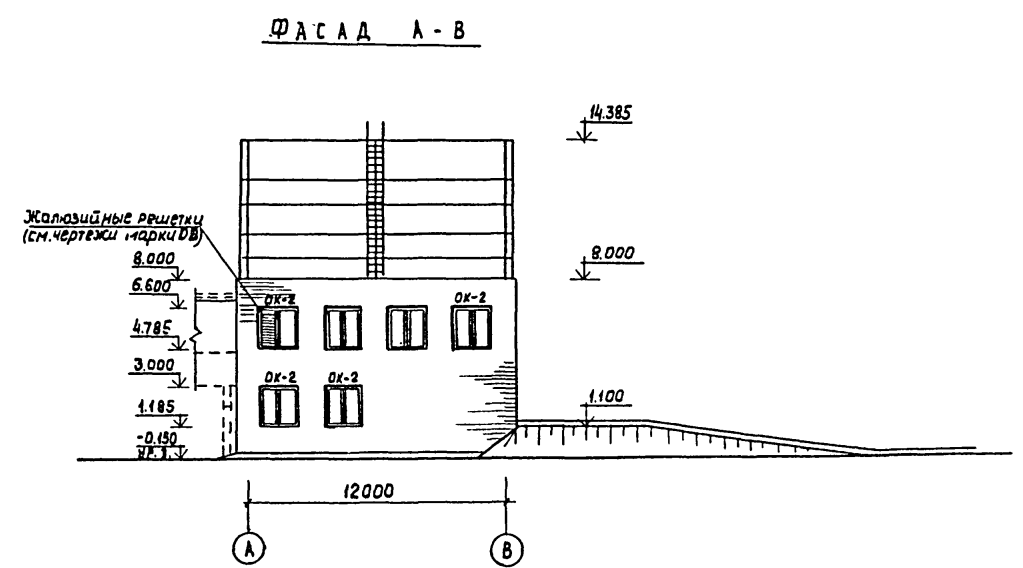 ФАСАД А-В
14.385
Жалюзийные решетки
(см. чертежи марки ОВ)
8.000
8.000
6.600
ОК-2
ОК-2
4.785
3.000
ОК-2
ОК-2
1.185
1.100
-0.150
УР. З.
12000
А
В